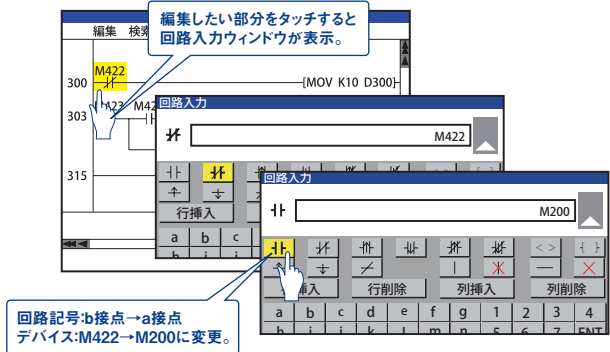 編集したい部分をタッチすると
回路入力ウィンドウが表示。
編集 検索
M422
300
[MOV K10 D300]
303
M423 M42
315
回路入力
M422
行挿入
a b c
回路入力
M200
< > { }
行挿入 行削除 列挿入 列削除
a b c d e f g 1 2 3 4
h i j k l m n 5 6 7 ENT
回路記号:b接点→a接点
デバイス:M422→M200に変更。